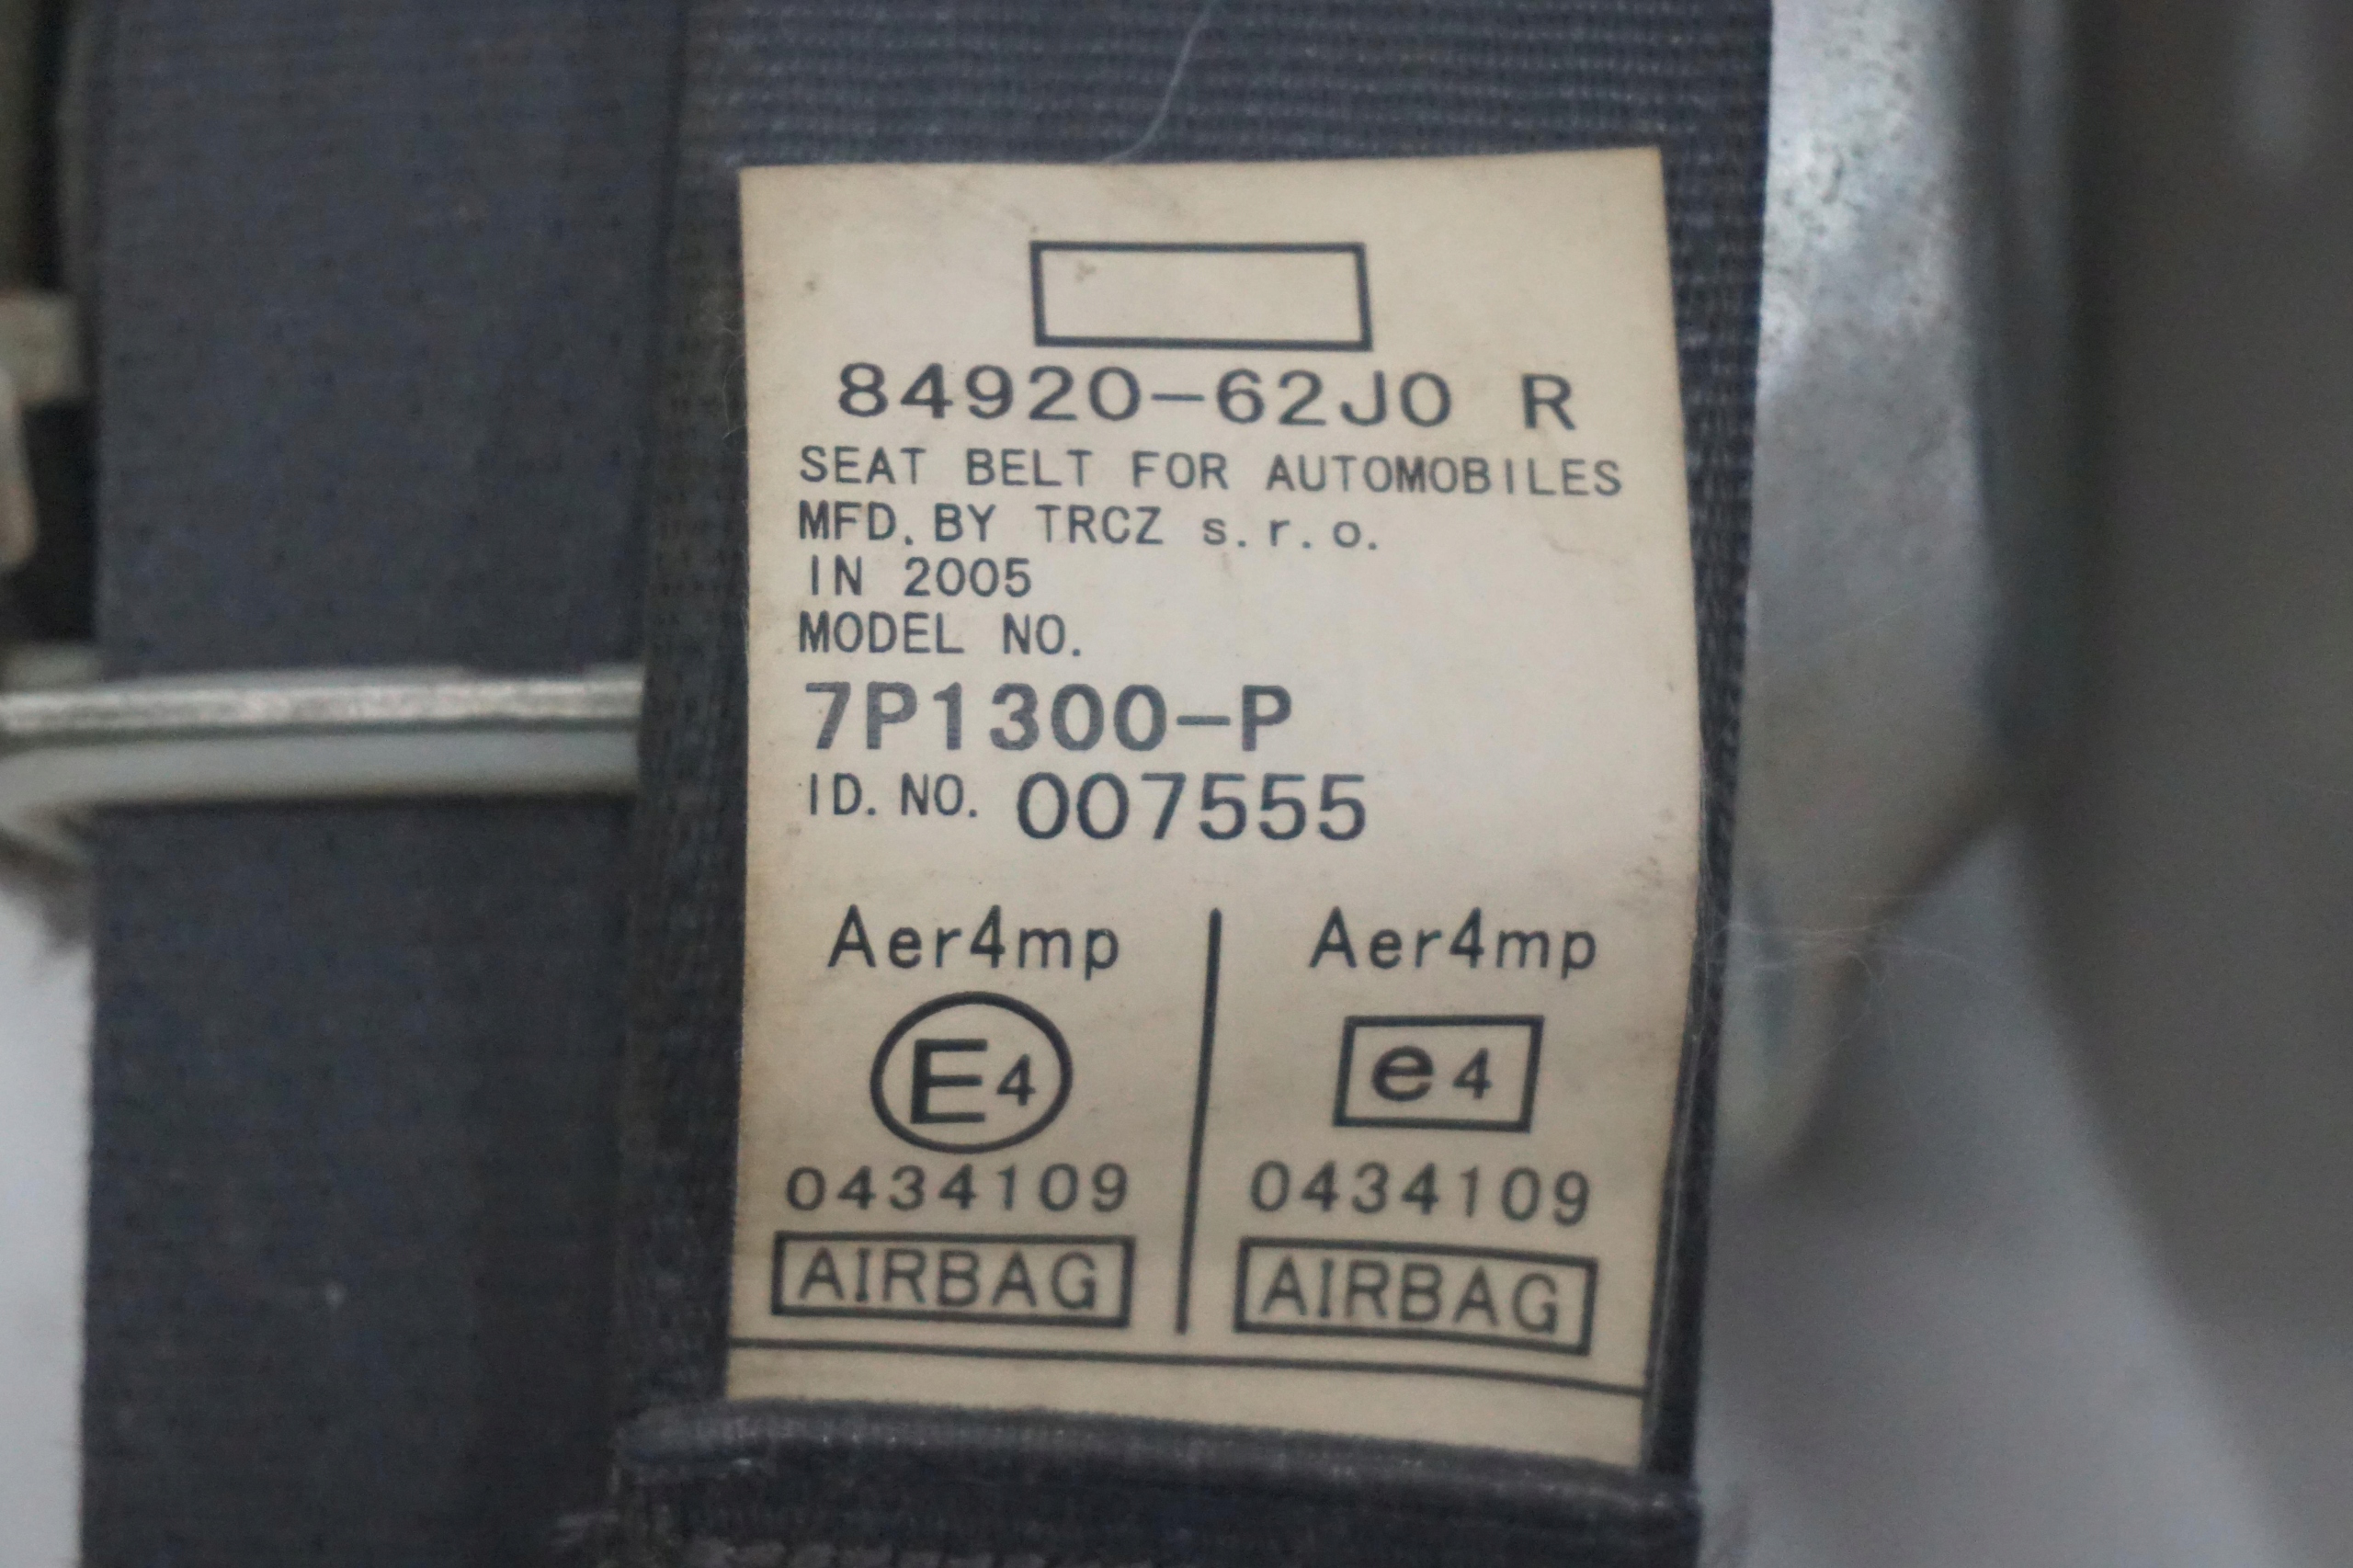 84920-62J0 R
SEAT BELT FOR AUTOMOBILES
MFD. BY TRCZ s.r.o.
IN 2005
MODEL NO.
7P1300-P
ID. NO. 007555
Aer4mp Aer4mp
E4 e4
0434109 0434109
AIRBAG AIRBAG